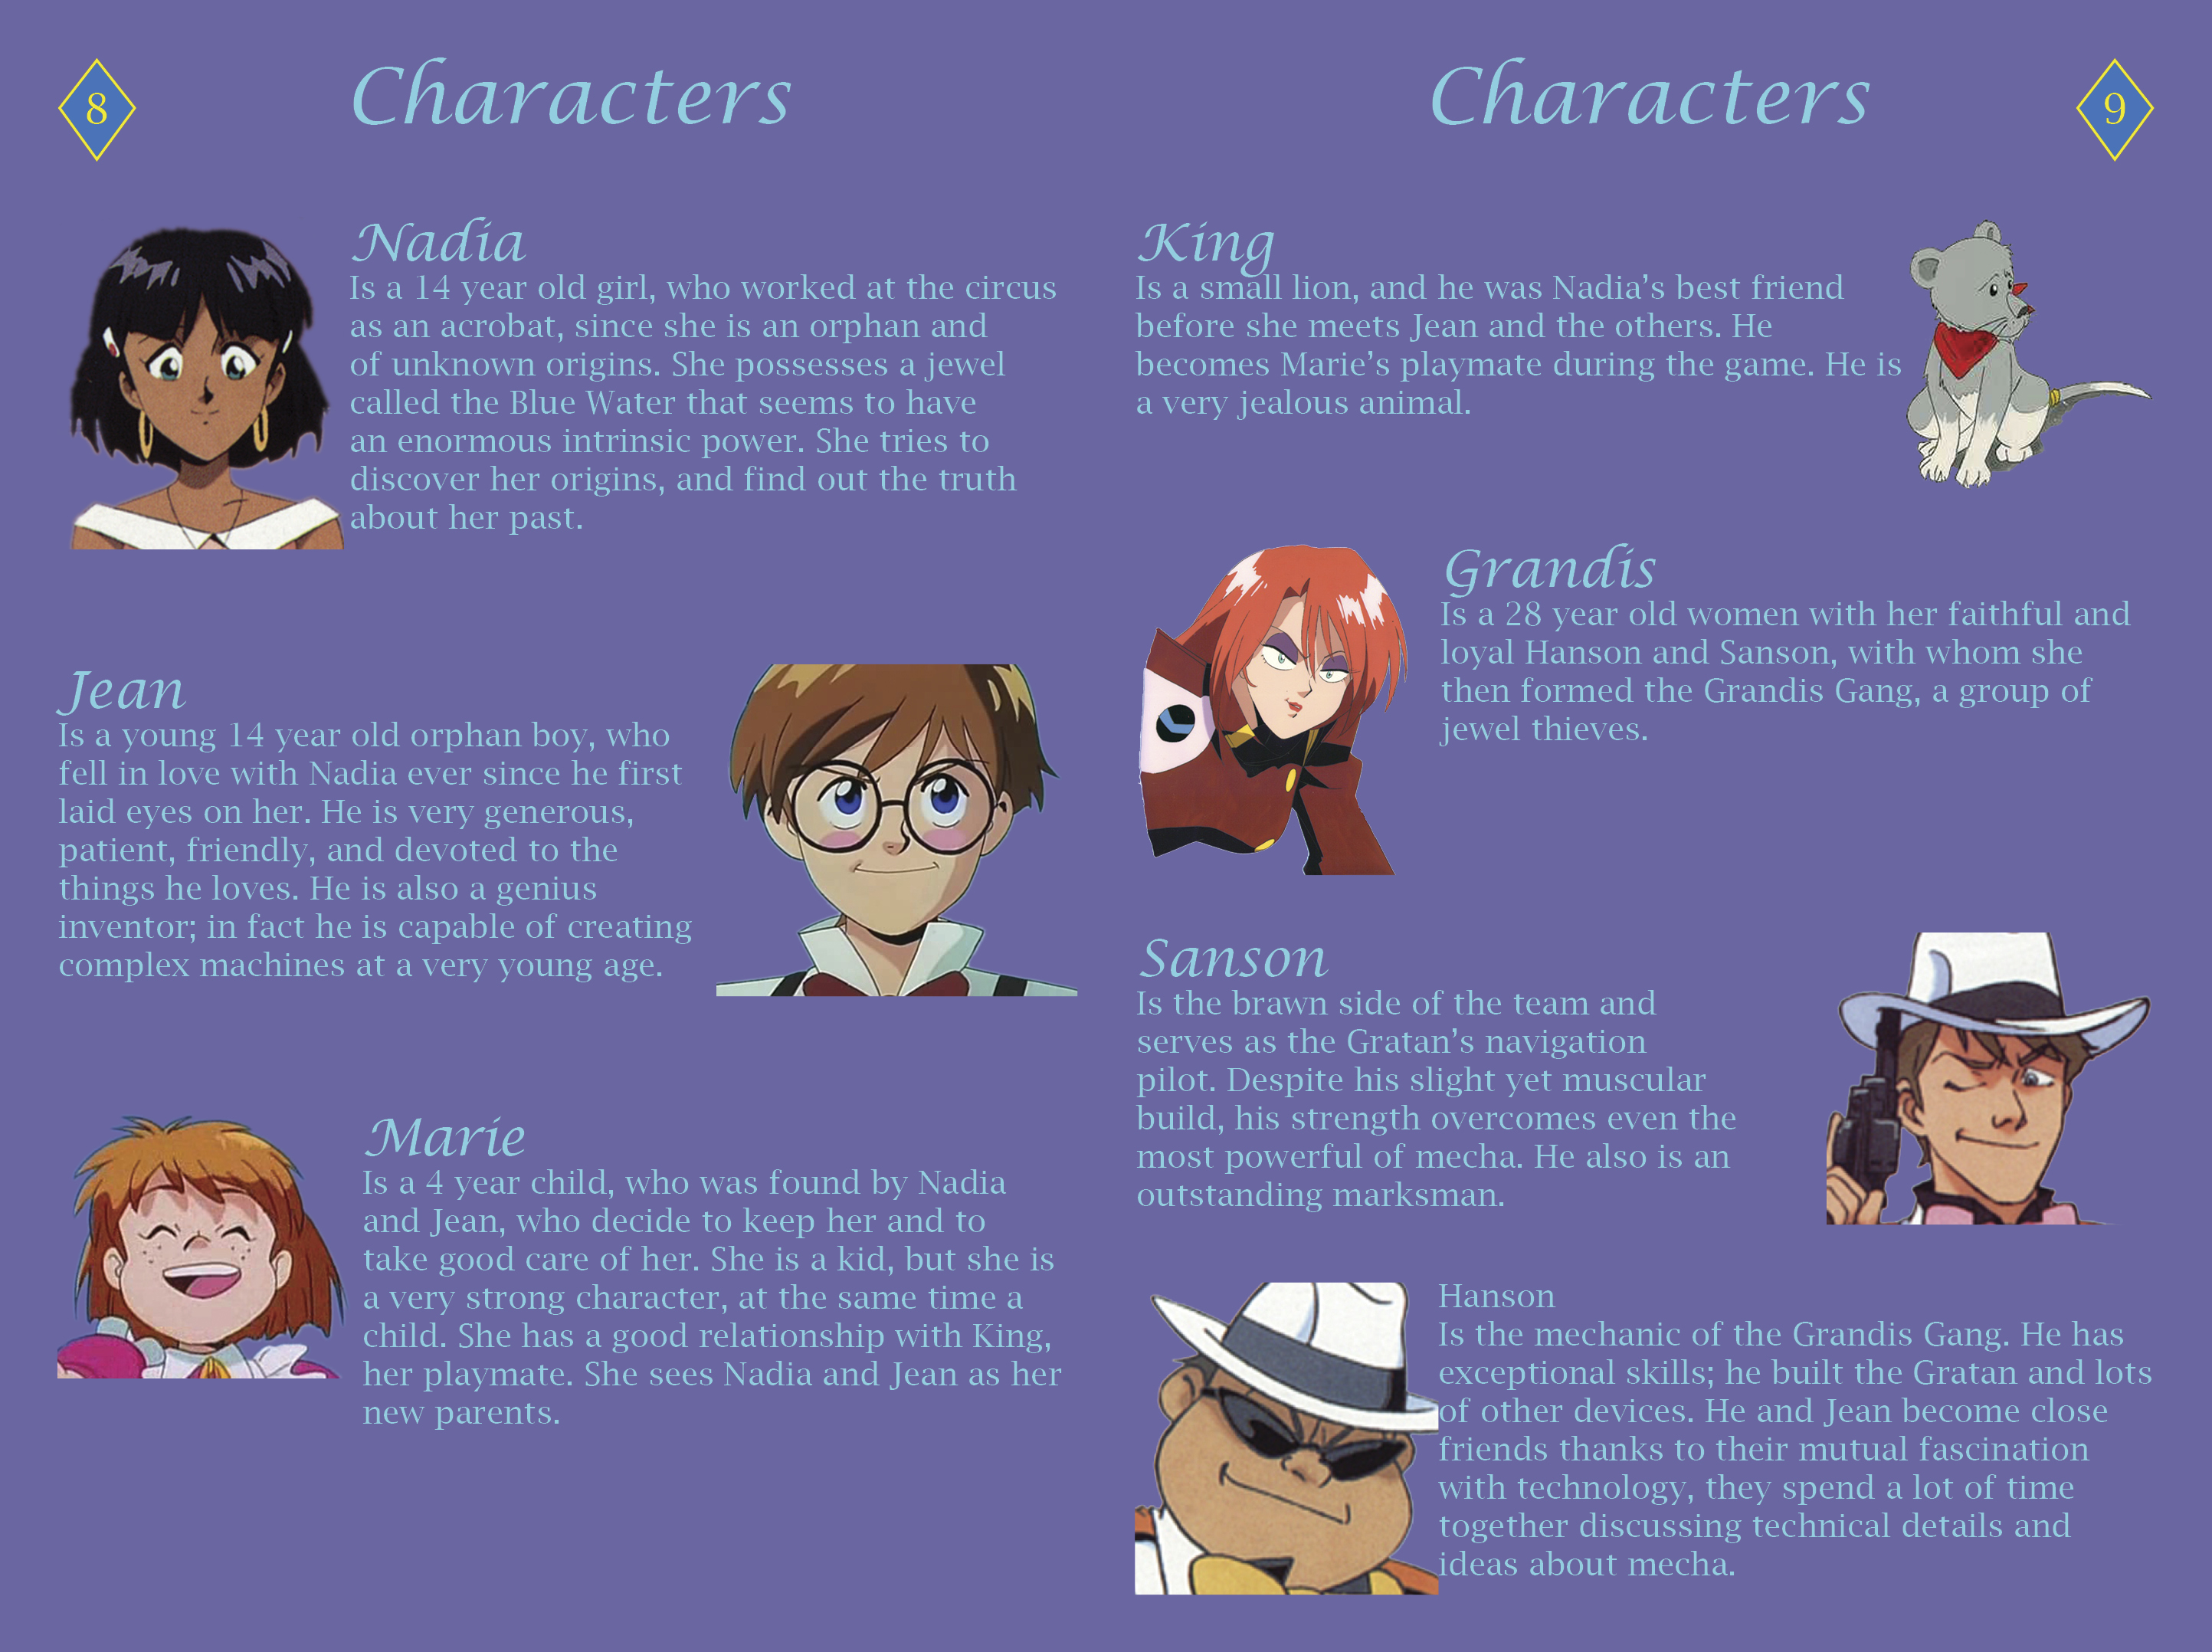 8
Characters
Nadia
Is a 14 year old girl, who worked at the circus
as an acrobat, since she is an orphan and
of unknown origins. She possesses a jewel
called the Blue Water that seems to have
an enormous intrinsic power. She tries to
discover her origins, and find out the truth
about her past.
Jean
Is a young 14 year old orphan boy, who
fell in love with Nadia ever since he first
laid eyes on her. He is very generous,
patient, friendly, and devoted to the
things he loves. He is also a genius
inventor; in fact he is capable of creating
complex machines at a very young age.
Marie
Is a 4 year child, who was found by Nadia
and Jean, who decide to keep her and to
take good care of her. She is a kid, but she is
a very strong character, at the same time a
child. She has a good relationship with King,
her playmate. She sees Nadia and Jean as her
new parents.
Characters
9
King
Is a small lion, and he was Nadia’s best friend
before she meets Jean and the others. He
becomes Marie’s playmate during the game. He is
a very jealous animal.
Grandis
Is a 28 year old women with her faithful and
loyal Hanson and Sanson, with whom she
then formed the Grandis Gang, a group of
jewel thieves.
Sanson
Is the brawn side of the team and
serves as the Gratan’s navigation
pilot. Despite his slight yet muscular
build, his strength overcomes even the
most powerful of mecha. He also is an
outstanding marksman.
Hanson
Is the mechanic of the Grandis Gang. He has
exceptional skills; he built the Gratan and lots
of other devices. He and Jean become close
friends thanks to their mutual fascination
with technology, they spend a lot of time
together discussing technical details and
ideas about mecha.